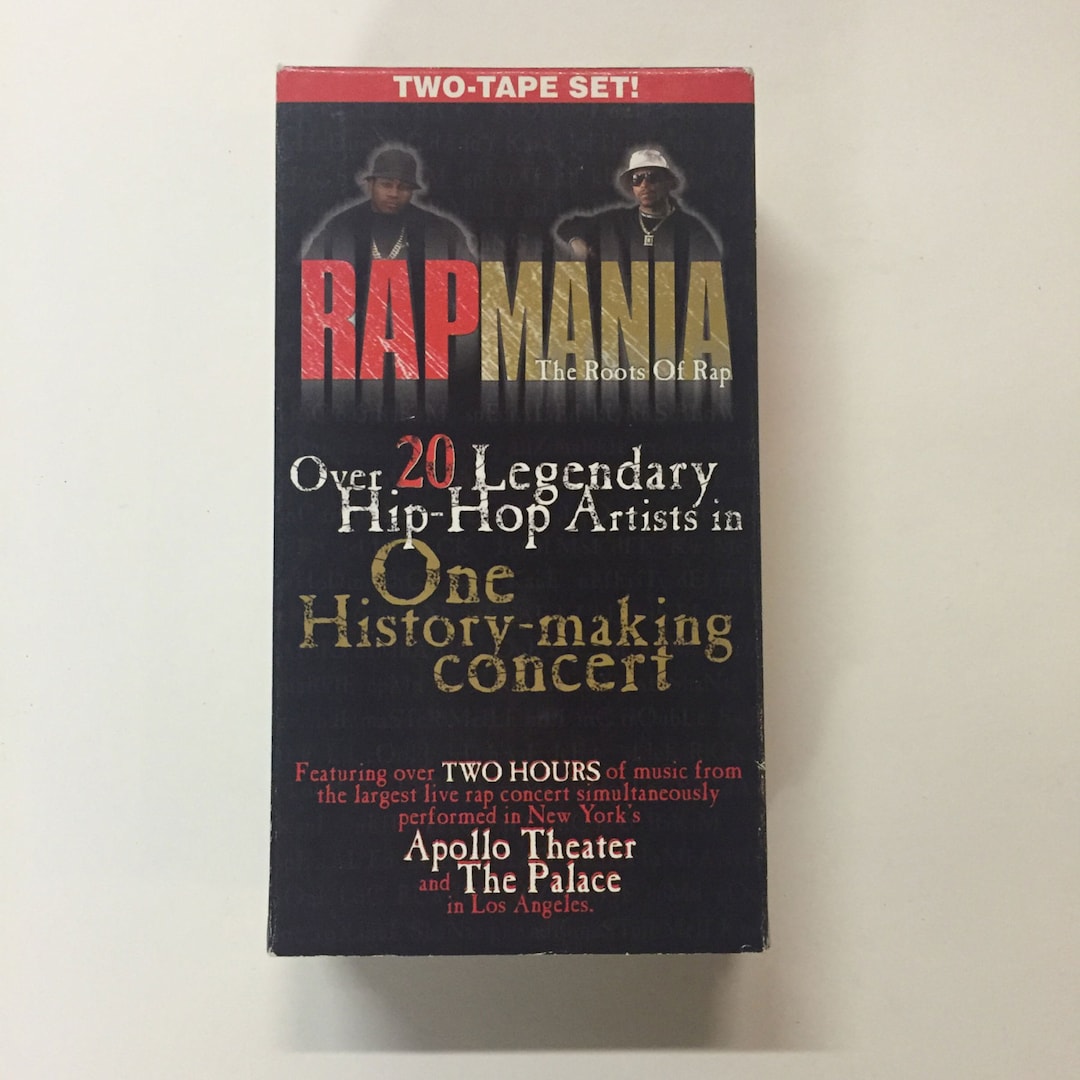 TWO-TAPE SET!
RAPMANIA
The Roots Of Rap
Over 20 Legendary
Hip-Hop Artists in
One
History-making
concert
Featuring over TWO HOURS of music from
the largest live rap concert simultaneously
performed in New York's
Apollo Theater
and The Palace
in Los Angeles.